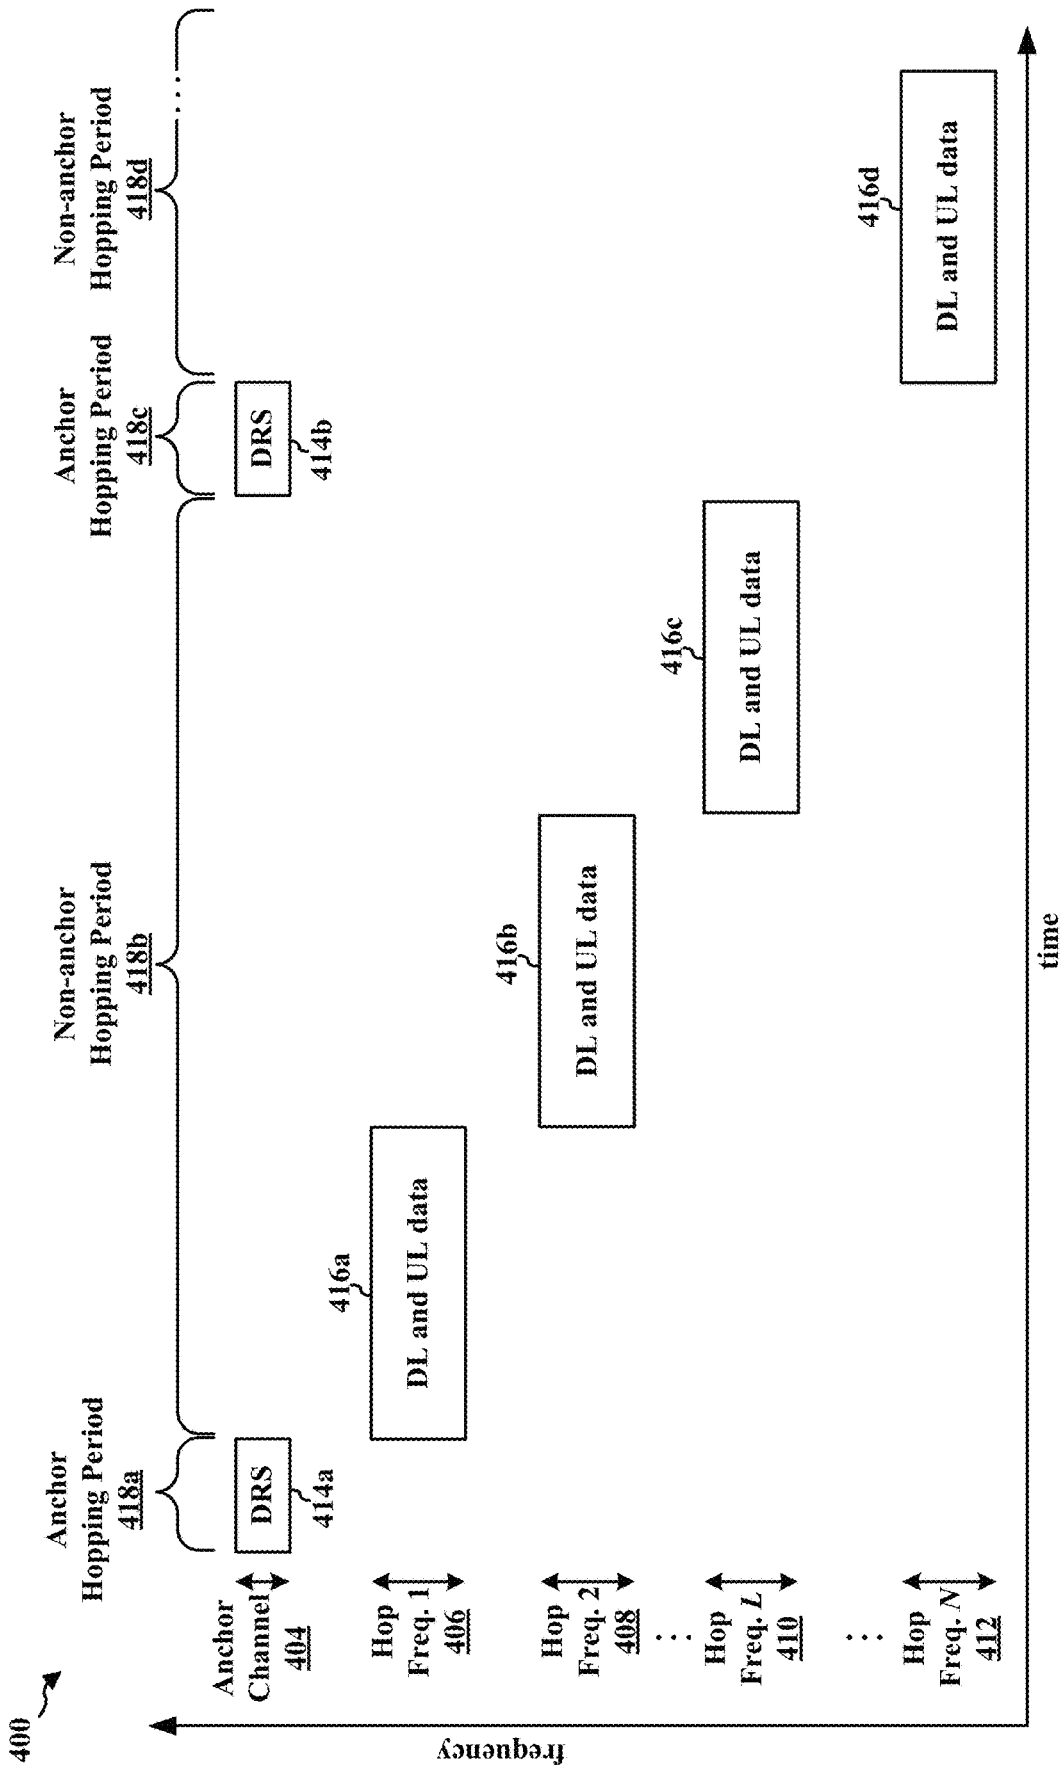 400
Anchor
Hopping Period
418a
Non-anchor
Hopping Period
418b
Anchor
Hopping Period
418c
Non-anchor
Hopping Period
418d
. . .
frequency
Anchor
Channel
404
DRS
414a
DRS
414b
Hop
Freq. 1
406
416a
DL and UL data
Hop
Freq. 2
408
416b
DL and UL data
. . .
Hop
Freq. L
410
416c
DL and UL data
. . .
Hop
Freq. N
412
416d
DL and UL data
time